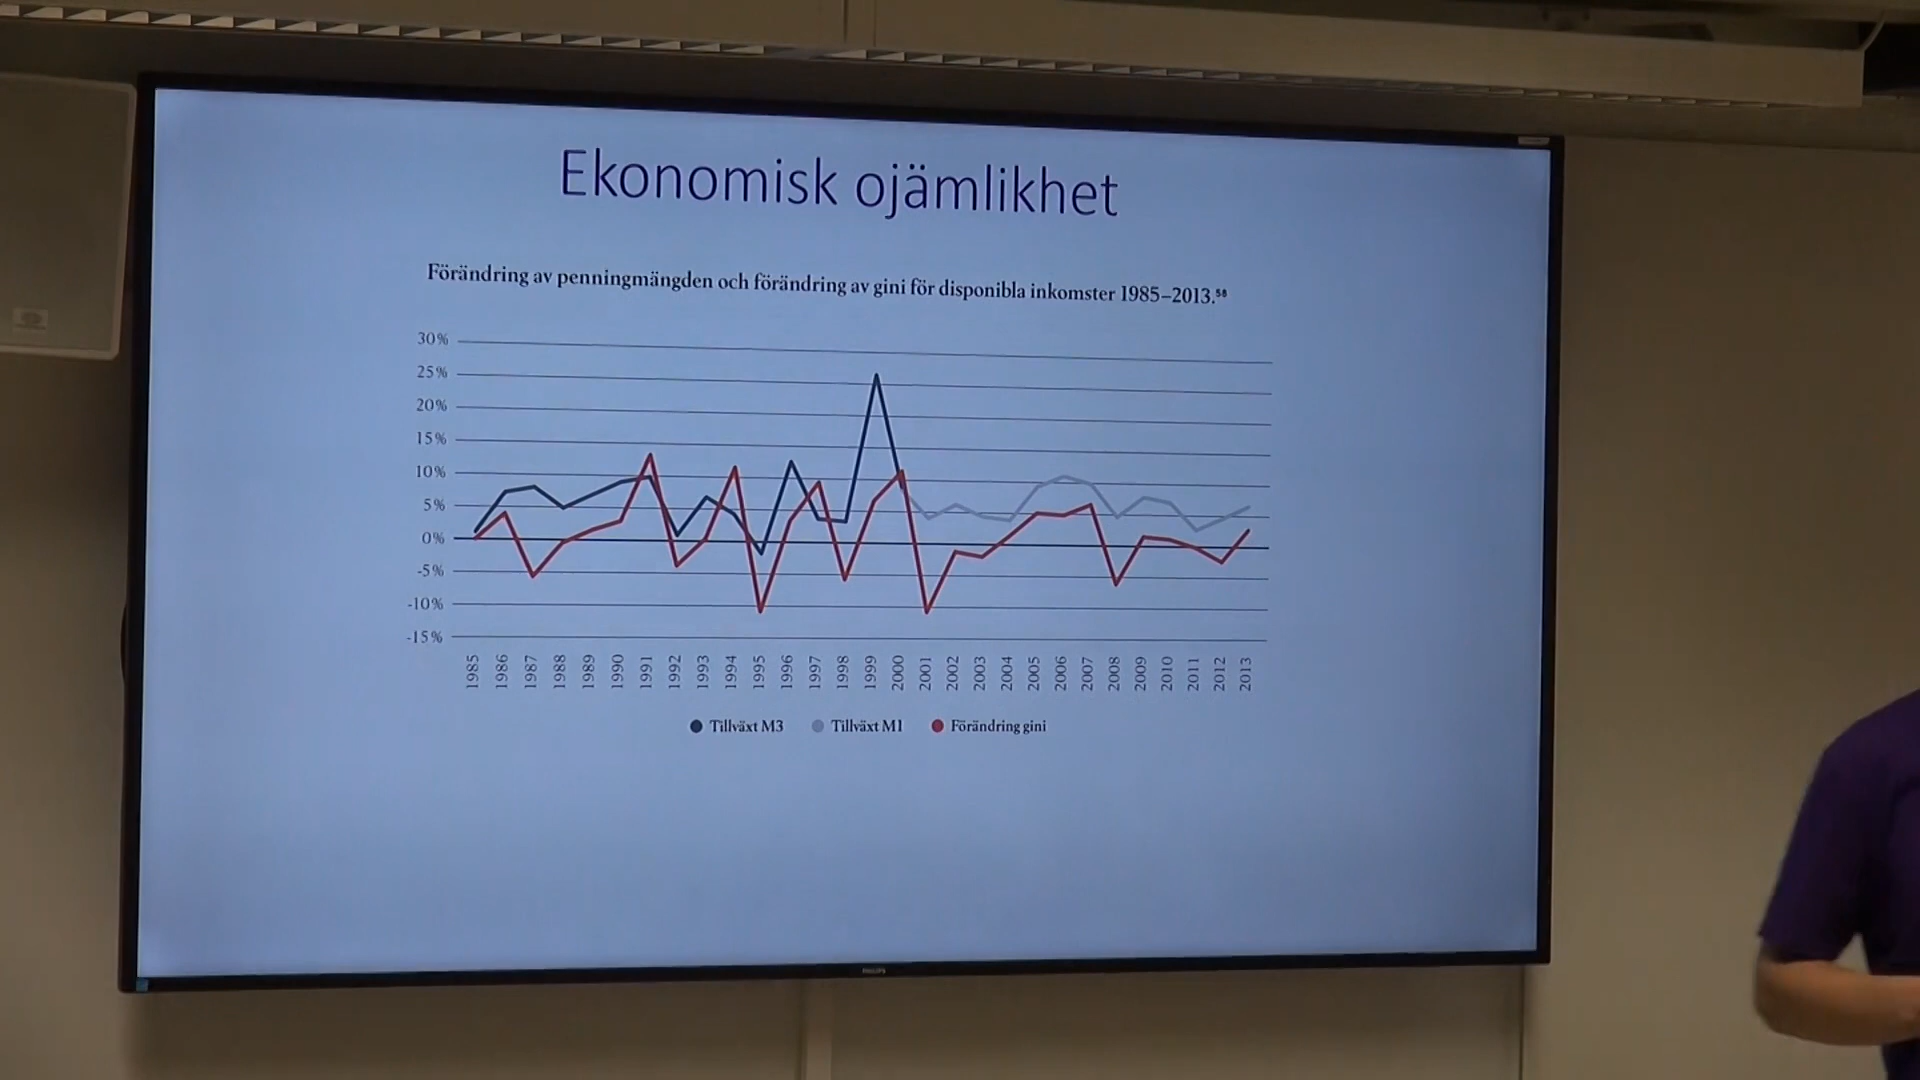 Ekonomisk ojämlikhet
Förändring av penningmängden och förändring av gini för disponibla inkomster 1985–2013.⁵⁸
30%
25%
20%
15%
10%
5%
0%
-5%
-10%
-15%
1985 1986 1987 1988 1989 1990 1991 1992 1993 1994 1995 1996 1997 1998 1999 2000 2001 2002 2003 2004 2005 2006 2007 2008 2009 2010 2011 2012 2013
Tillväxt M3 Tillväxt M1 Förändring gini
PHILIPS